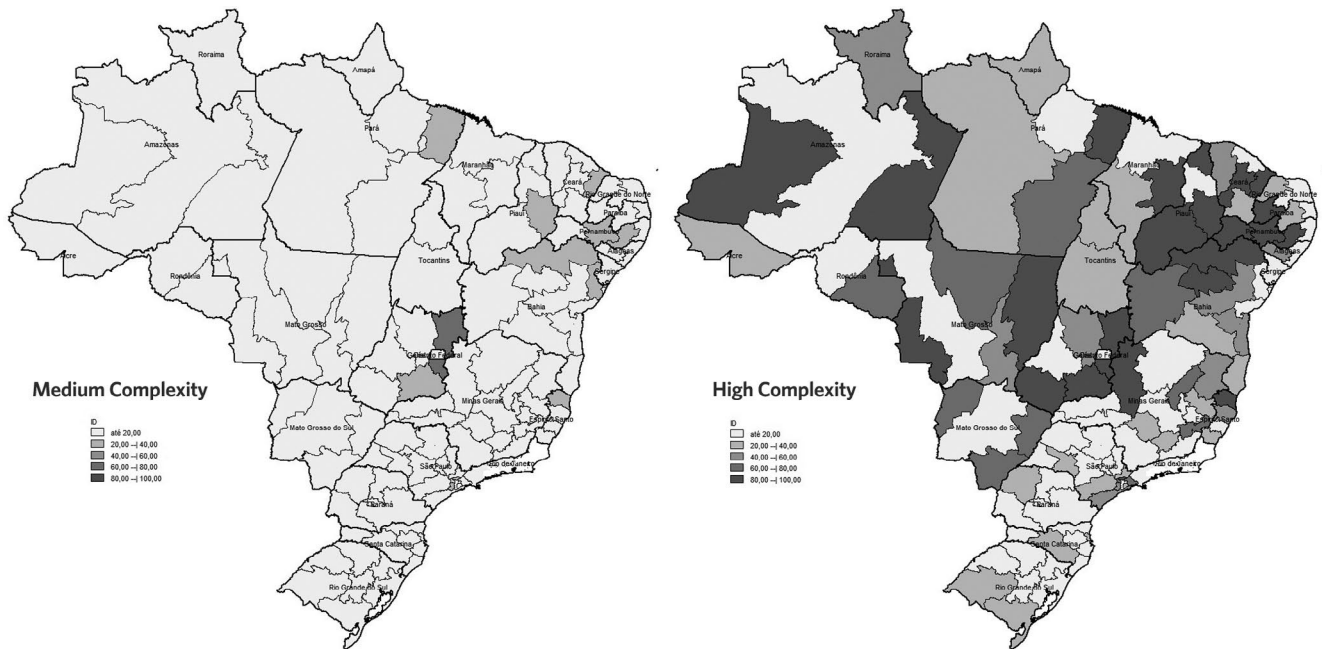 Roraima
Amapá
Pará
Amazonas
Maranhão
Ceará
Rio Grande do Norte
Piauí
Paraíba
Pernambuco
Alagoas
Acre
Tocantins
Sergipe
Rondônia
Bahia
Mato Grosso
Distrito Federal
Medium Complexity
Minas Gerais
Espírito Santo
ID
até 20,00
20,00 --| 40,00
40,00 --| 60,00
60,00 --| 80,00
80,00 --| 100,00
Mato Grosso do Sul
São Paulo
Rio de Janeiro
Paraná
Santa Catarina
Rio Grande do Sul
Roraima
Amapá
Pará
Amazonas
Maranhão
Ceará
Rio Grande do Norte
Piauí
Paraíba
Pernambuco
Alagoas
Acre
Tocantins
Sergipe
Rondônia
Bahia
Mato Grosso
Distrito Federal
High Complexity
Minas Gerais
Espírito Santo
ID
até 20,00
20,00 --| 40,00
40,00 --| 60,00
60,00 --| 80,00
80,00 --| 100,00
Mato Grosso do Sul
São Paulo
Rio de Janeiro
Paraná
Santa Catarina
Rio Grande do Sul